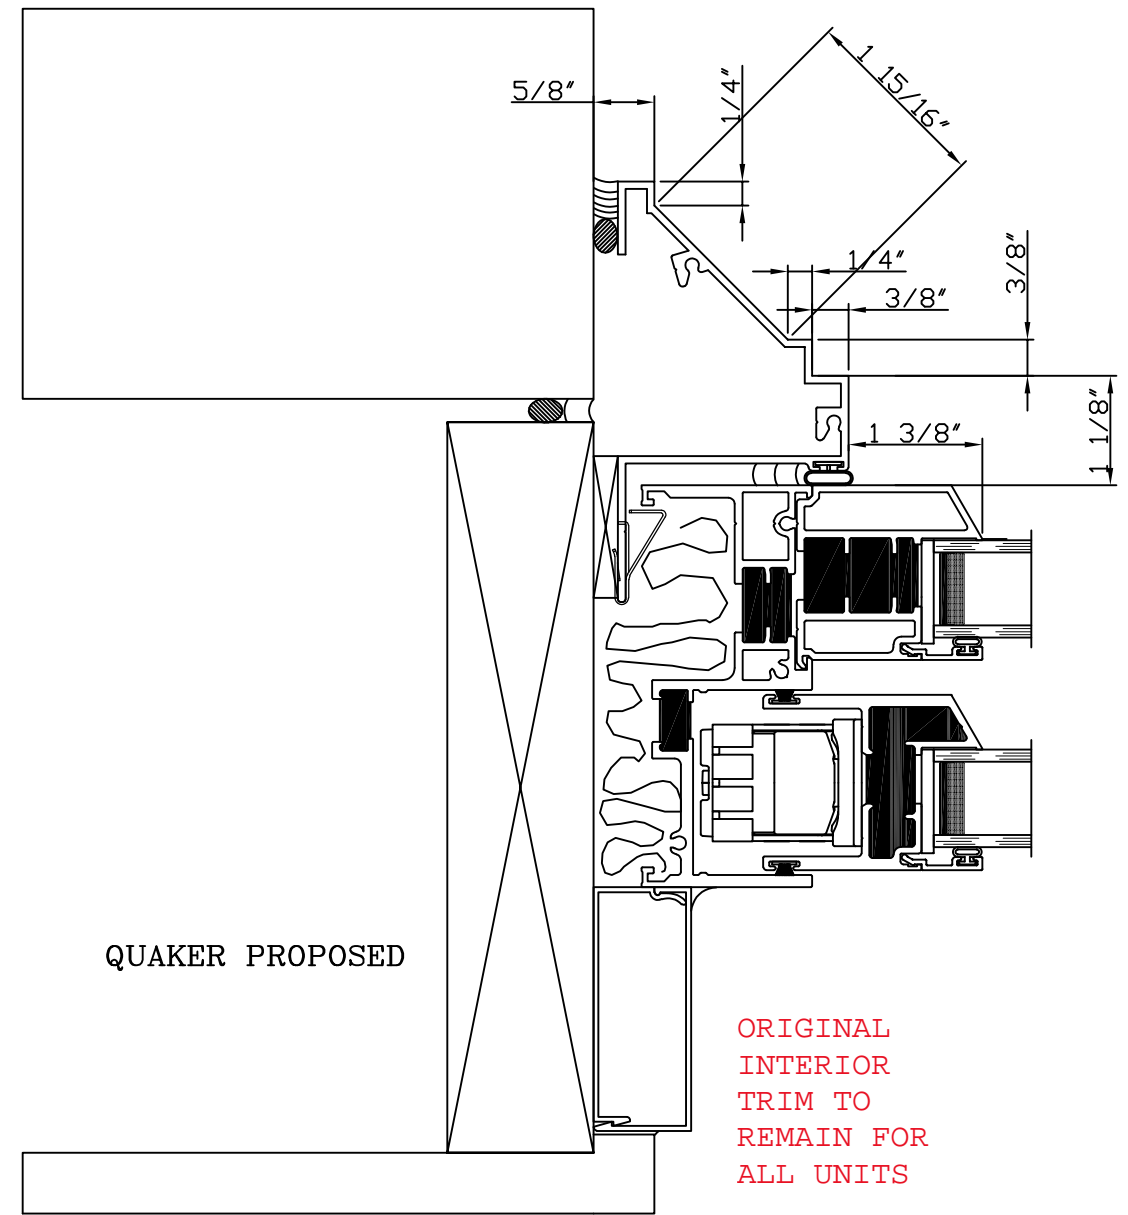 5/8"
1/4"
1 15/16"
1/4"
3/8"
3/8"
1 3/8"
1 1/8"
QUAKER PROPOSED
ORIGINAL
INTERIOR
TRIM TO
REMAIN FOR
ALL UNITS